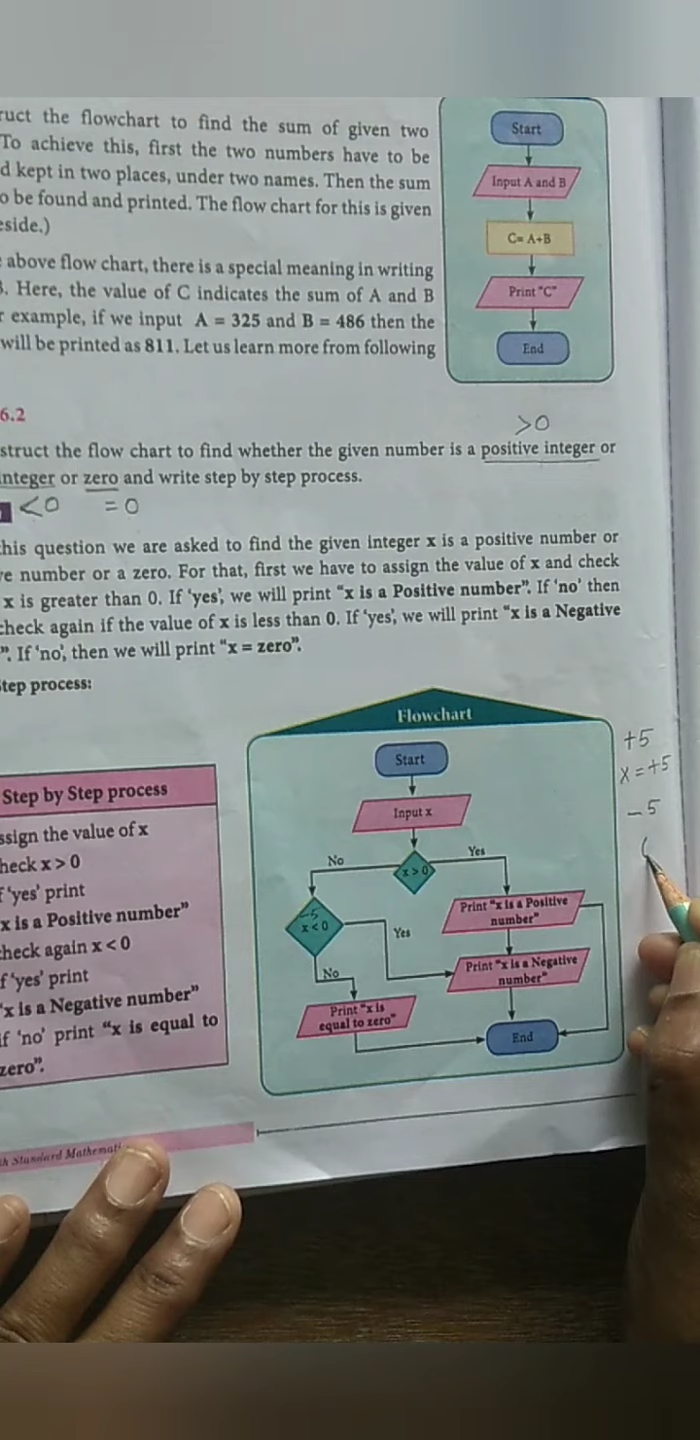 ruct the flowchart to find the sum of given two
To achieve this, first the two numbers have to be
d kept in two places, under two names. Then the sum
o be found and printed. The flow chart for this is given
eside.)
above flow chart, there is a special meaning in writing
. Here, the value of C indicates the sum of A and B
r example, if we input A = 325 and B = 486 then the
will be printed as 811. Let us learn more from following
Start
Input A and B
C= A+B
Print "C"
End
6.2
>0
struct the flow chart to find whether the given number is a positive integer or
nteger or zero and write step by step process.
<0 =0
his question we are asked to find the given integer x is a positive number or
e number or a zero. For that, first we have to assign the value of x and check
x is greater than 0. If ‘yes’, we will print “x is a Positive number”. If ‘no’ then
check again if the value of x is less than 0. If ‘yes’, we will print “x is a Negative
”. If ‘no’, then we will print “x = zero”.
tep process:
Step by Step process
ssign the value of x
heck x > 0
f ‘yes’ print
x is a Positive number”
check again x < 0
f ‘yes’ print
“x is a Negative number”
if ‘no’ print “x is equal to
zero”.
Flowchart
Start
Input x
No
Yes
x > 0
-5
x < 0
Print "x is a Positive
number"
Yes
Print "x is a Negative
number"
No
Print "x is
equal to zero"
End
+5
x=+5
-5
h Standard Mathemati